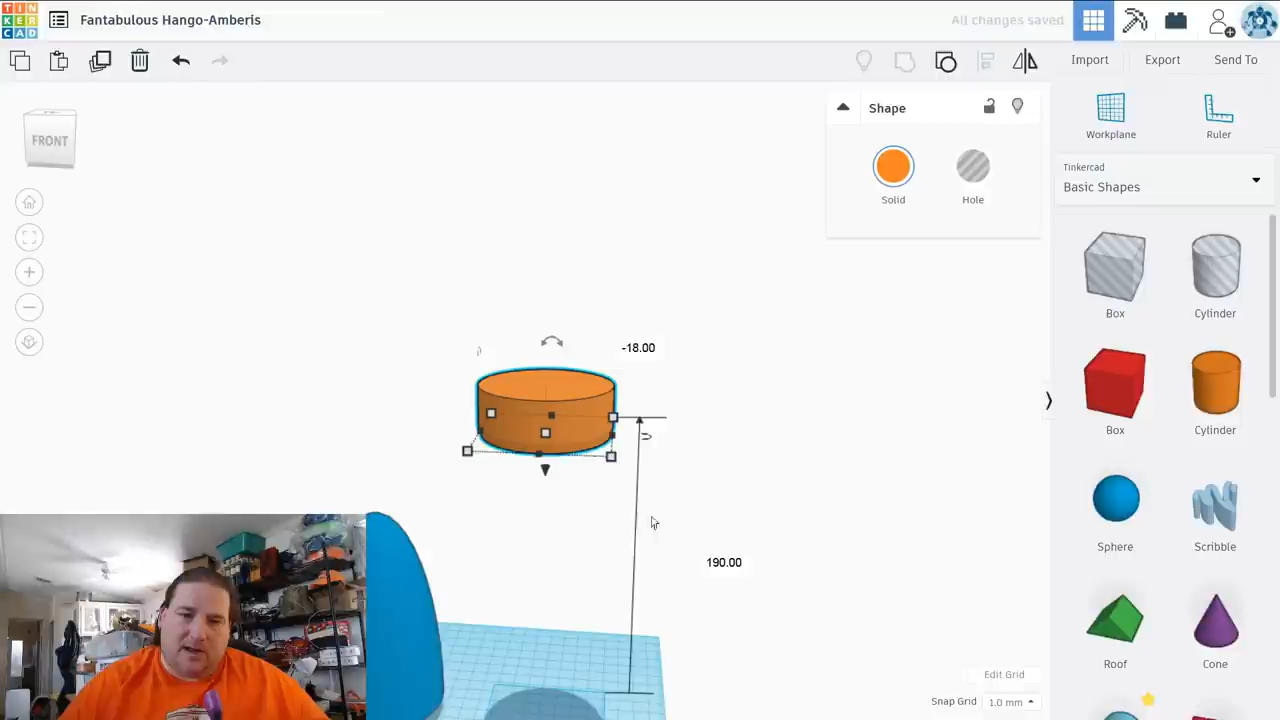 TIN
KER
CAD
Fantabulous Hango-Amberis
All changes saved
Import
Export
Send To
FRONT
Shape
Solid
Hole
Workplane
Ruler
Tinkercad
Basic Shapes
Box
Cylinder
Box
Cylinder
Sphere
Scribble
Roof
Cone
-18.00
190.00
Edit Grid
Snap Grid
1.0 mm